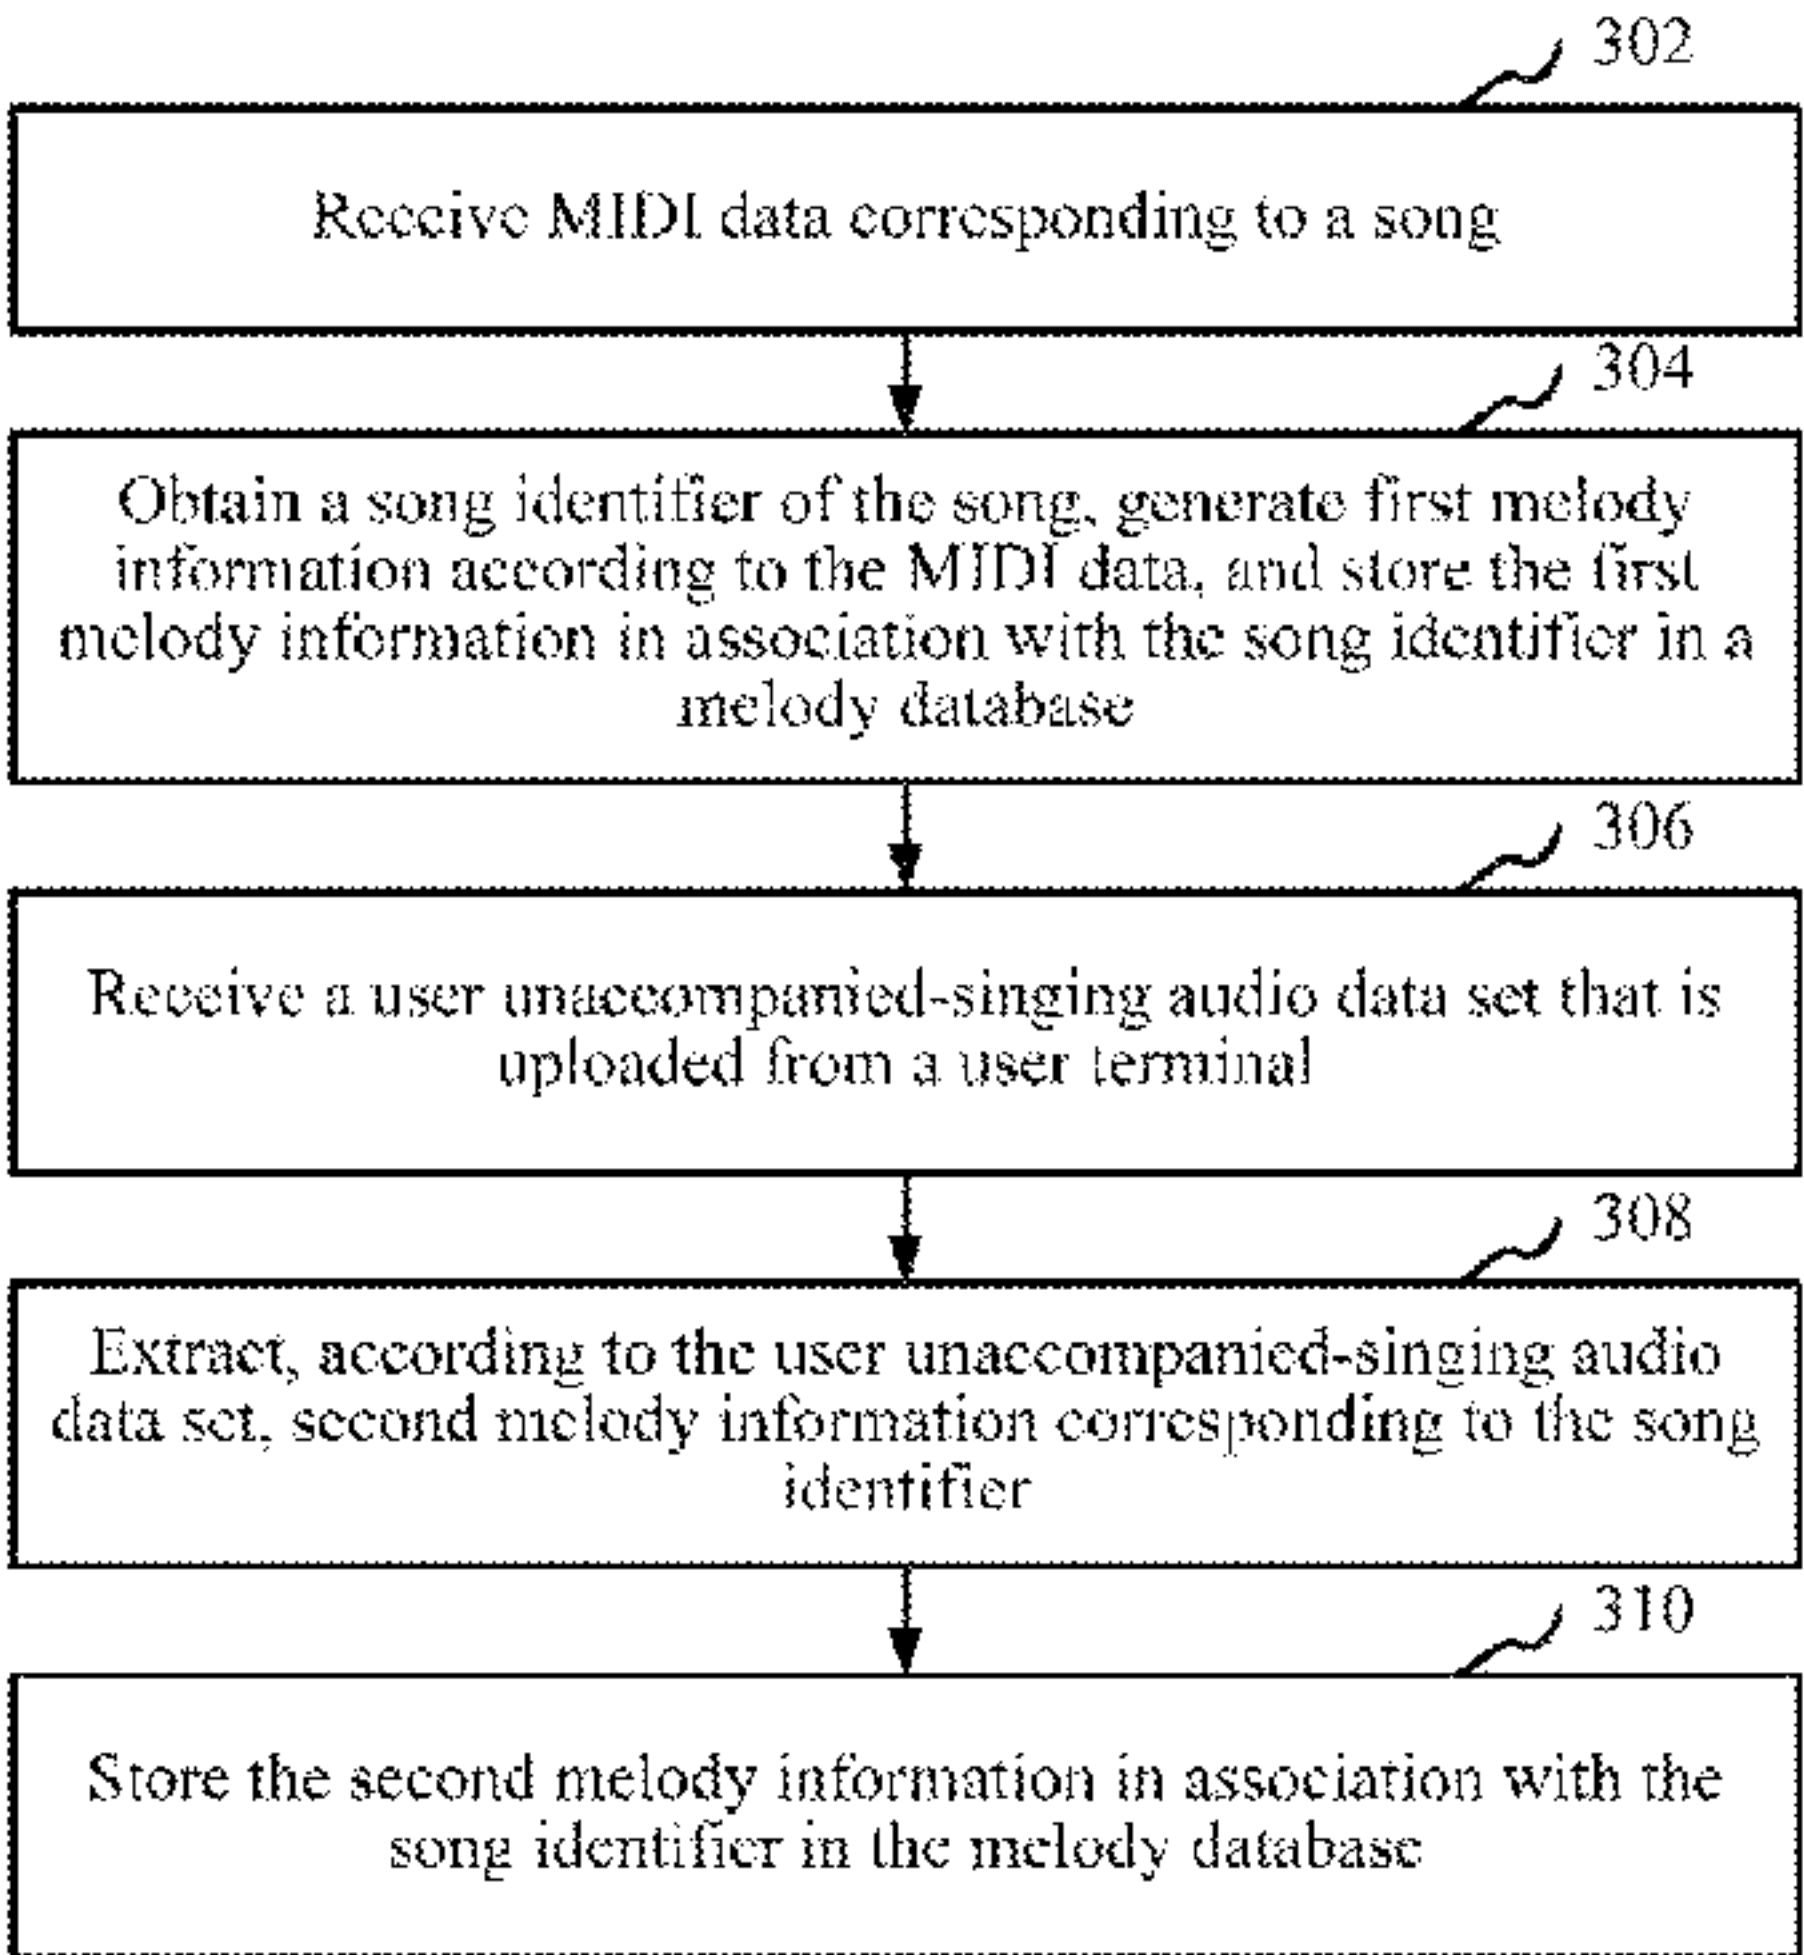 302
Receive MIDI data corresponding to a song
304
Obtain a song identifier of the song, generate first melody
information according to the MIDI data, and store the first
melody information in association with the song identifier in a
melody database
306
Receive a user unaccompanied-singing audio data set that is
uploaded from a user terminal
308
Extract, according to the user unaccompanied-singing audio
data set, second melody information corresponding to the song
identifier
310
Store the second melody information in association with the
song identifier in the melody database